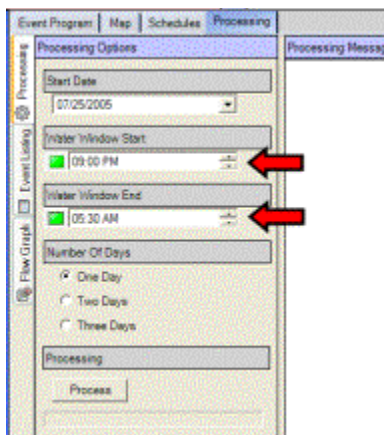 Event Program Map Schedules Processing
Processing Options
Processing Messag
Start Date
07/25/2005
Water Window Start
09:00 PM
Water Window End
05:30 AM
Number Of Days
One Day
Two Days
Three Days
Processing
Process
Processing
Event Listing
Flow Graph